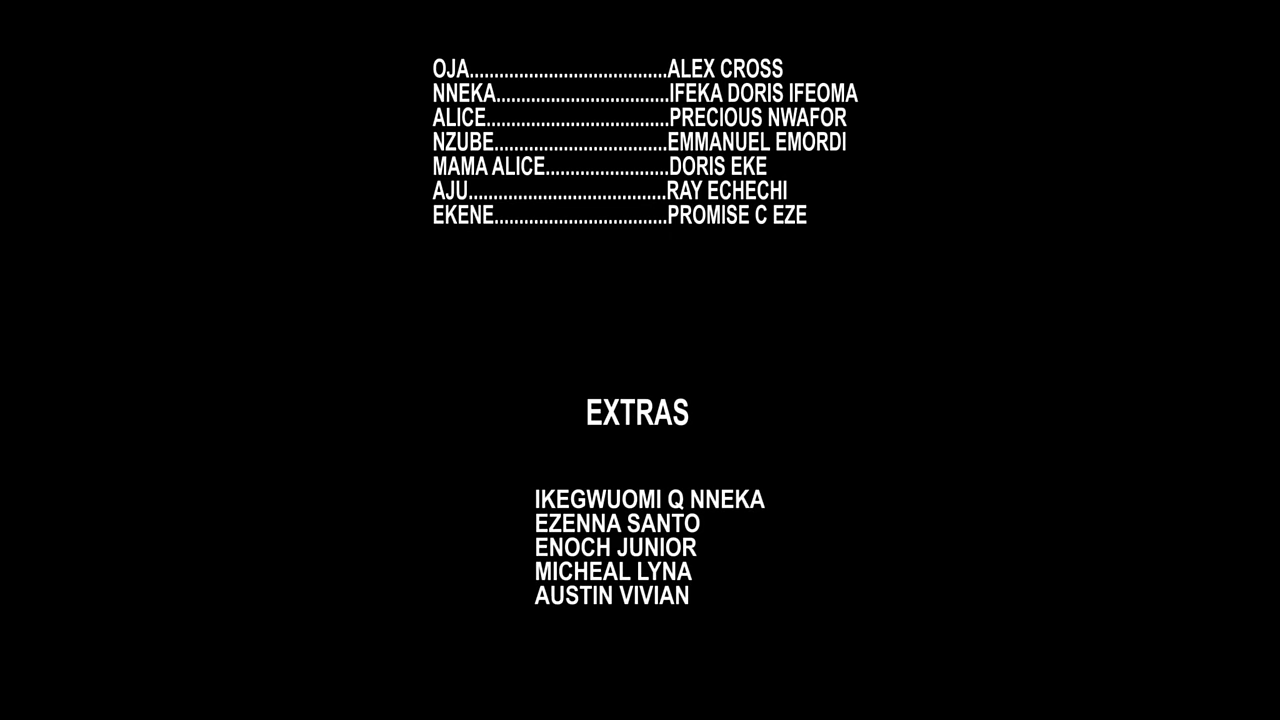 OJA........................................ALEX CROSS
NNEKA...................................IFEKA DORIS IFEOMA
ALICE.....................................PRECIOUS NWAFOR
NZUBE...................................EMMANUEL EMORDI
MAMA ALICE.........................DORIS EKE
AJU........................................RAY ECHECHI
EKENE...................................PROMISE C EZE
EXTRAS
IKEGWUOMI Q NNEKA
EZENNA SANTO
ENOCH JUNIOR
MICHEAL LYNA
AUSTIN VIVIAN